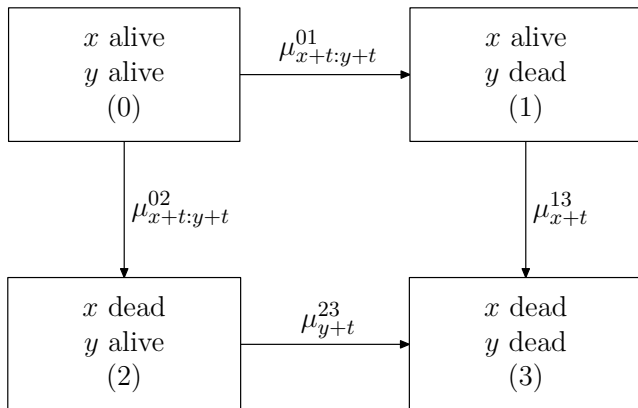 x alive
y alive
(0)
μ^{01}_{x+t:y+t}
x alive
y dead
(1)
μ^{02}_{x+t:y+t}
μ^{13}_{x+t}
x dead
y alive
(2)
μ^{23}_{y+t}
x dead
y dead
(3)